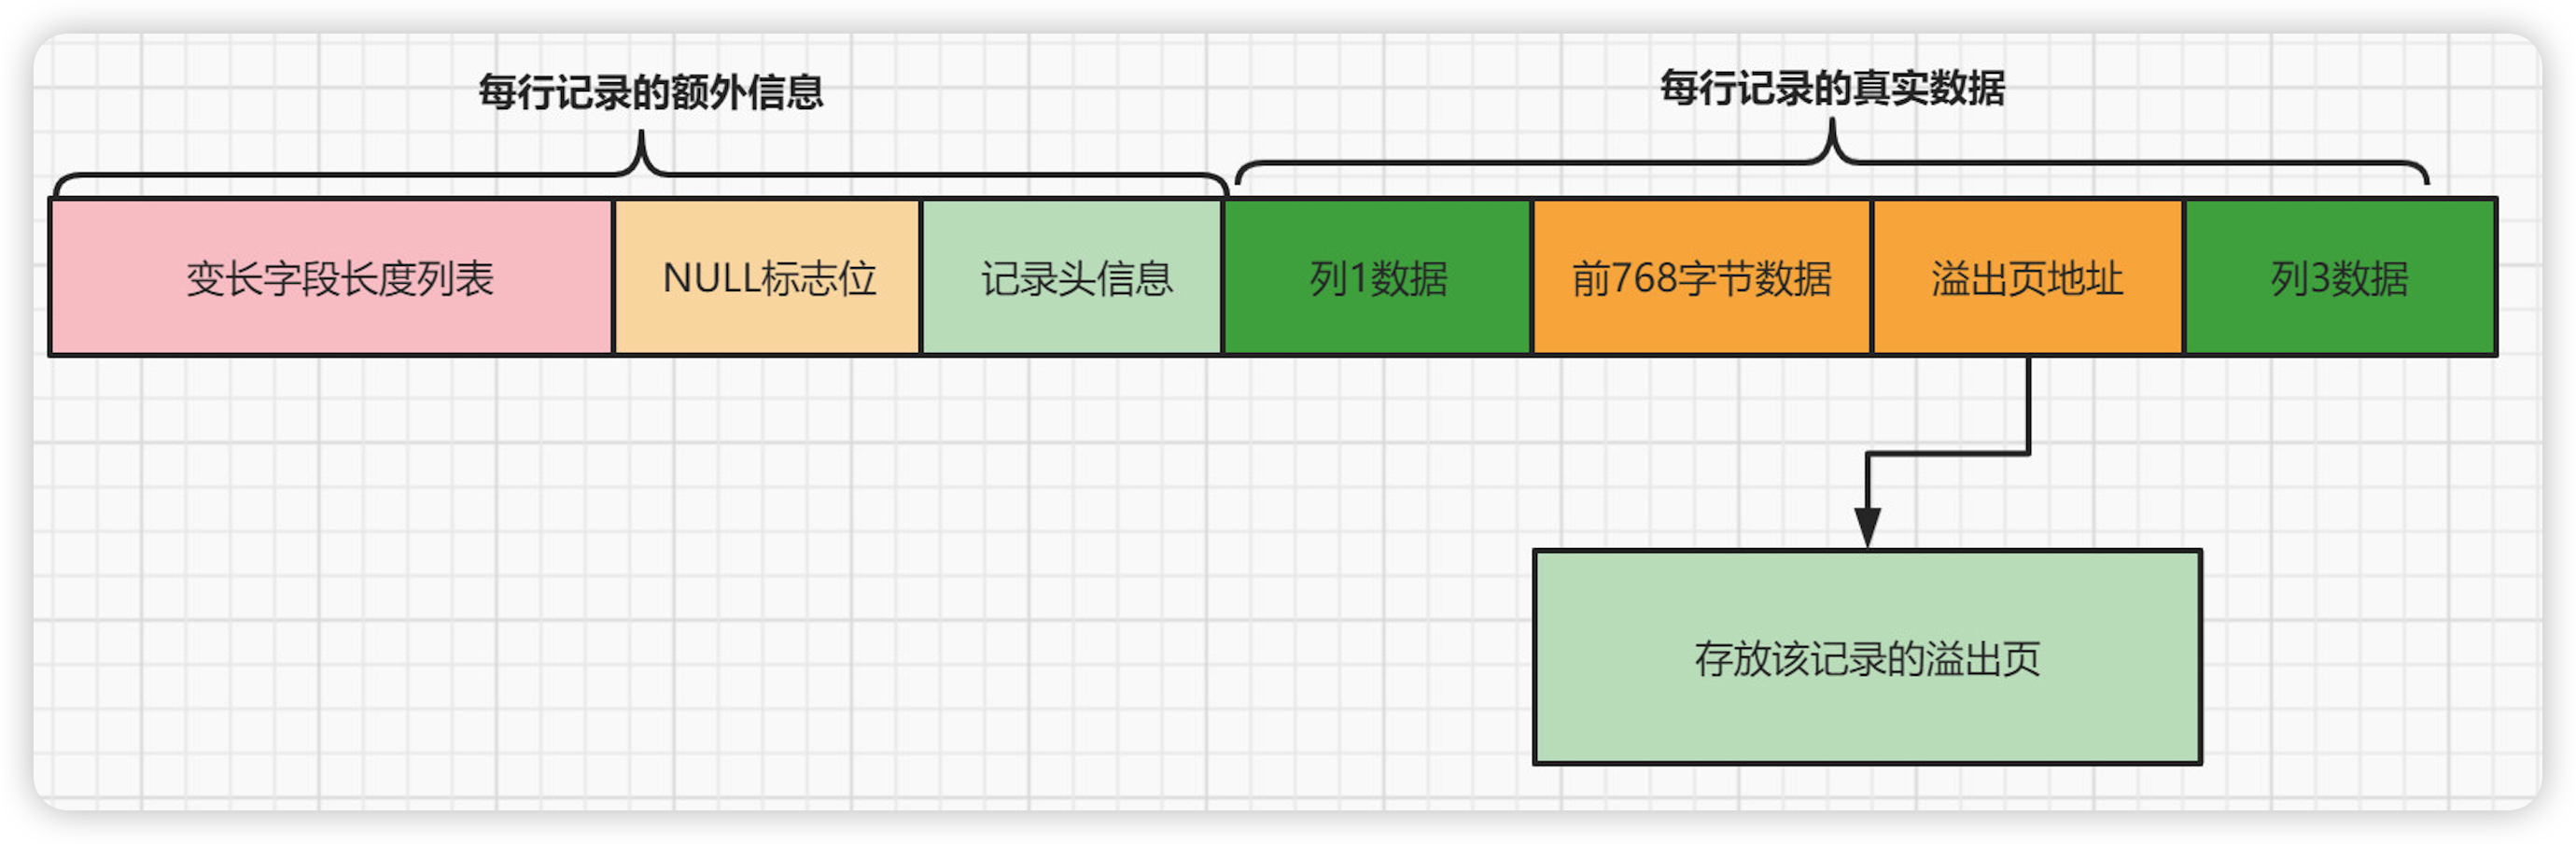 每行记录的额外信息
每行记录的真实数据
变长字段长度列表
NULL标志位
记录头信息
列1数据
前768字节数据
溢出页地址
列3数据
存放该记录的溢出页